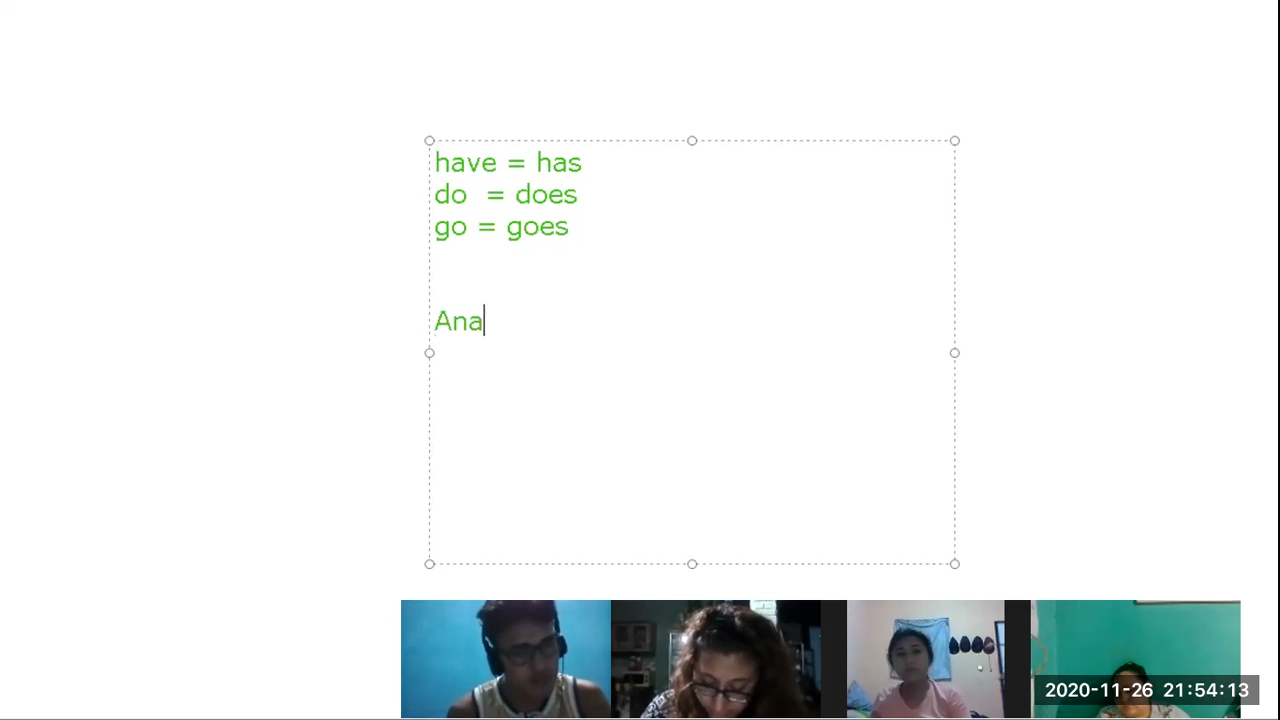 have = has
do  = does
go = goes
Ana
2020-11-26 21:54:13